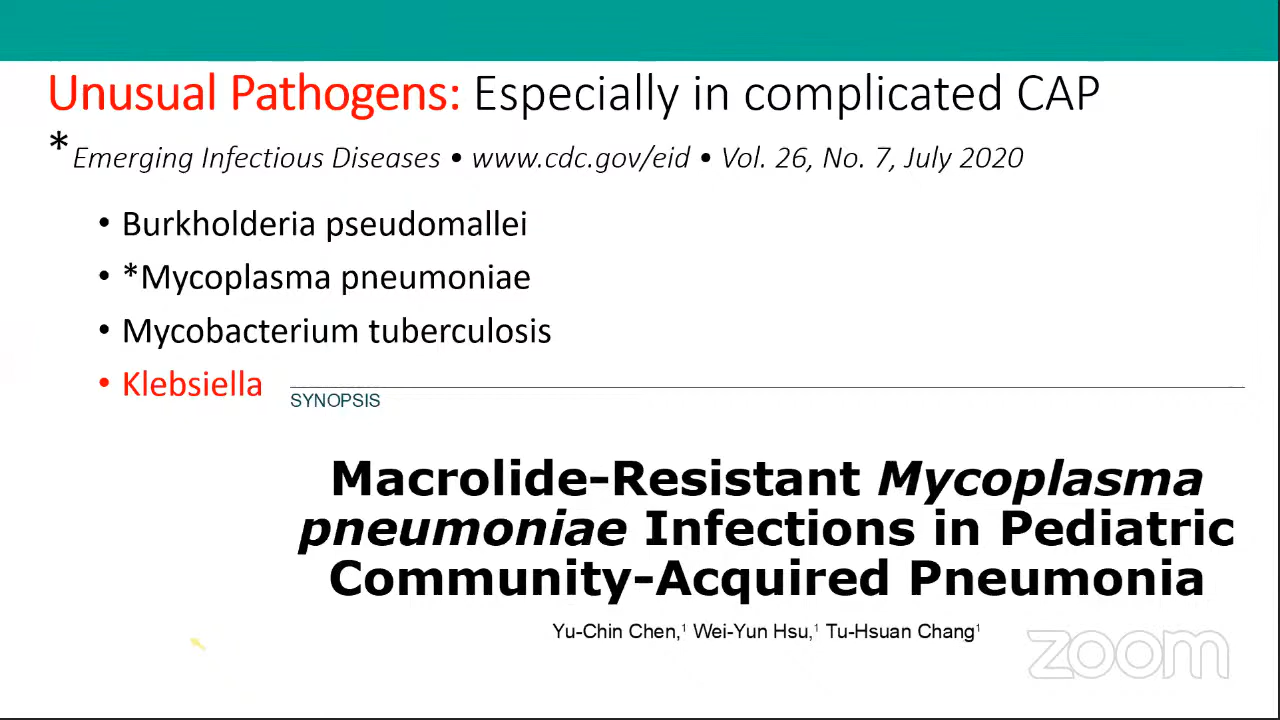 Unusual Pathogens: Especially in complicated CAP
*Emerging Infectious Diseases • www.cdc.gov/eid • Vol. 26, No. 7, July 2020
• Burkholderia pseudomallei
• *Mycoplasma pneumoniae
• Mycobacterium tuberculosis
• Klebsiella
SYNOPSIS
Macrolide-Resistant Mycoplasma
pneumoniae Infections in Pediatric
Community-Acquired Pneumonia
Yu-Chin Chen,¹ Wei-Yun Hsu,¹ Tu-Hsuan Chang¹
zoom